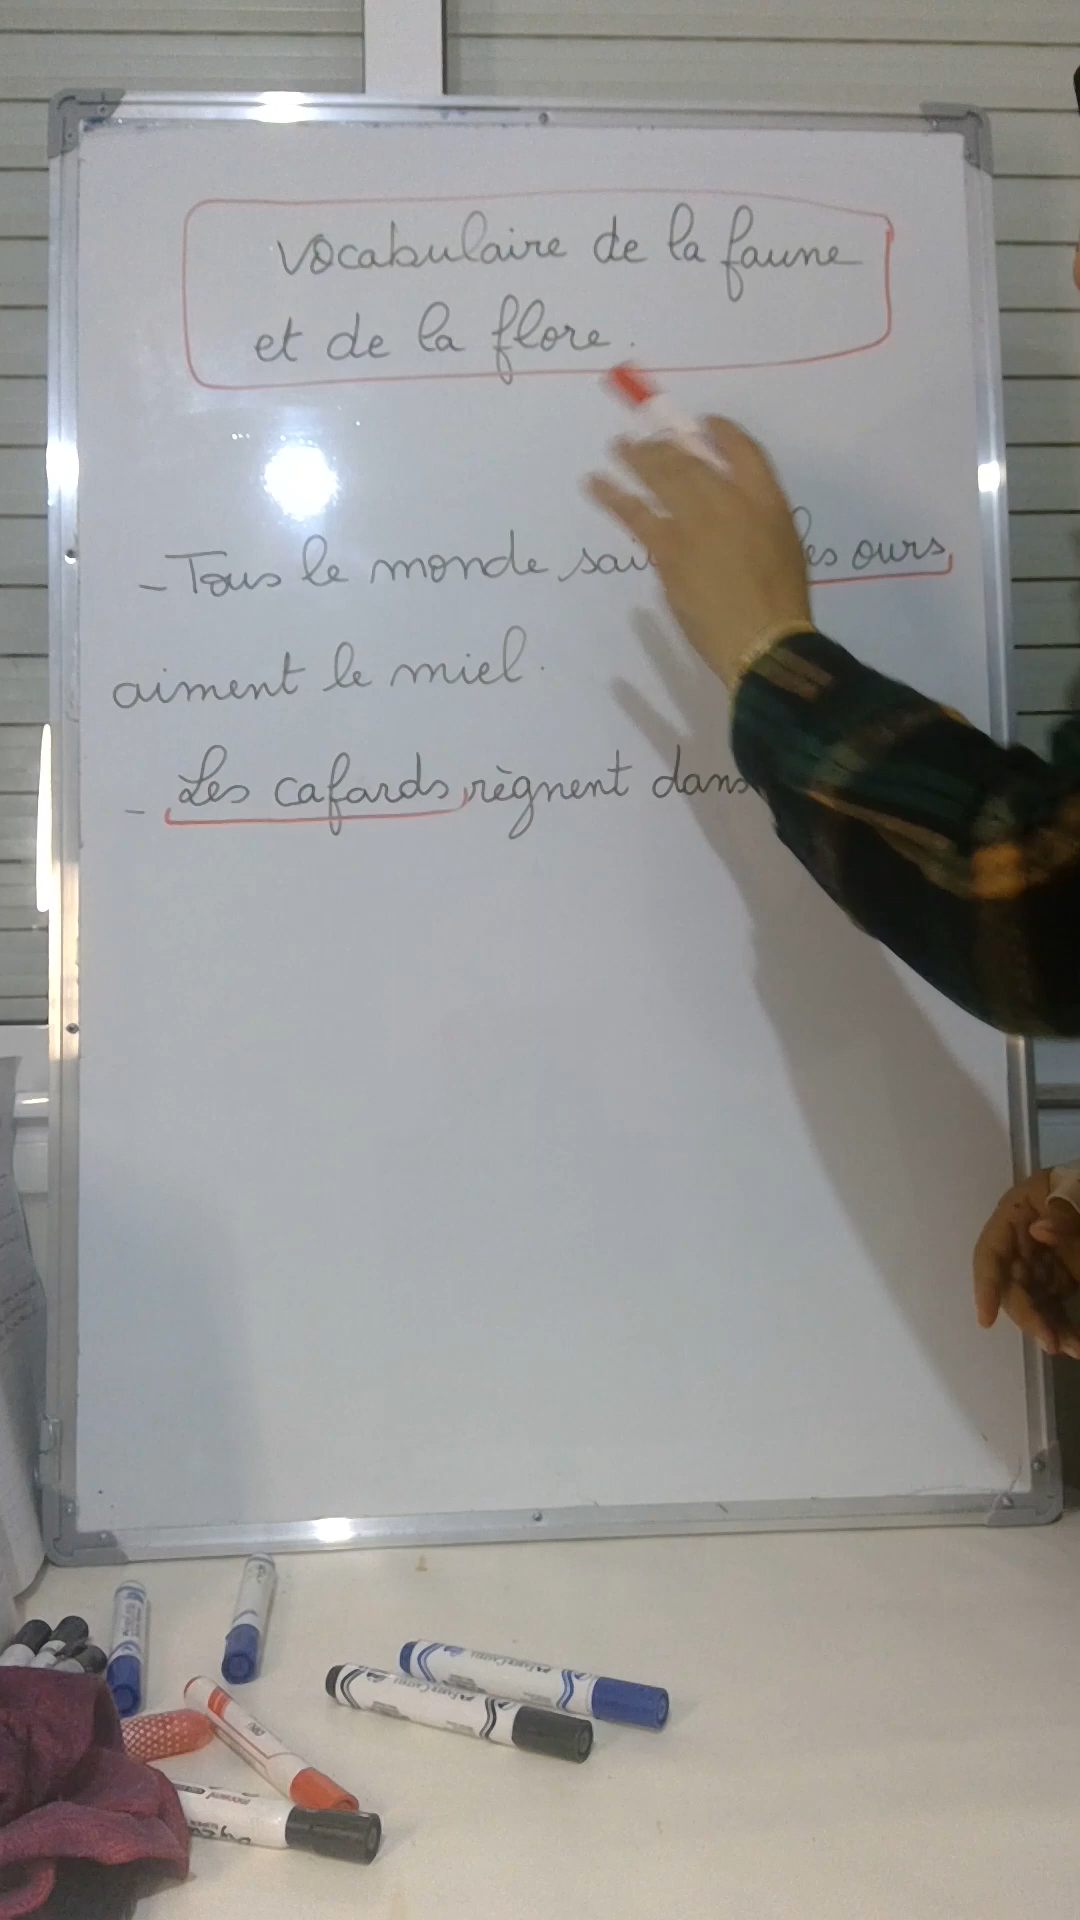 vocabulaire de la faune
et de la flore.
- Tous le monde sai les ours
aiment le miel.
- Les cafards règnent dans